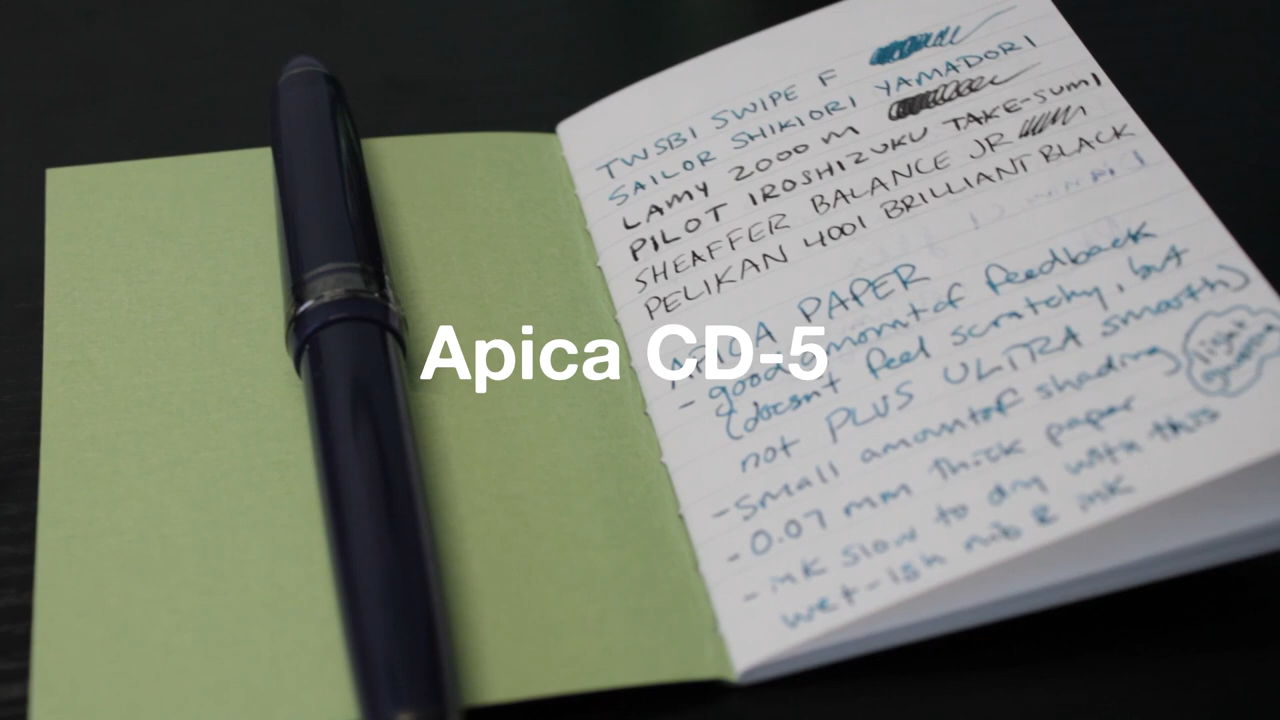 TWSBI SWIPE F
SAILOR SHIKIORI YAMADORI
LAMY 2000 M
PILOT IROSHIZUKU TAKE-SUMI
SHEAFFER BALANCE JR
PELIKAN 4001 BRILLIANT BLACK
APICA PAPER
- good amount of feedback
(doesn't feel scratchy, but
not PLUS ULTRA smooth)
- small amount of shading
light
- 0.07 mm thick paper
- ink slow to dry with this
wet-ish nib & ink
Apica CD-5